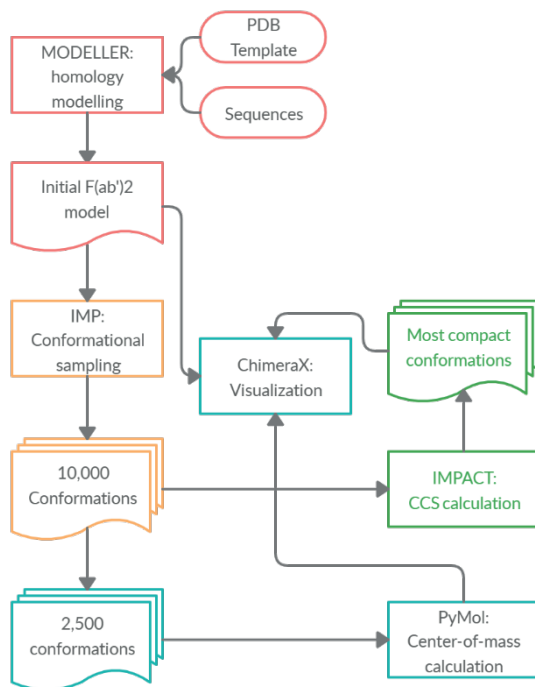 PDB
Template
MODELLER:
homology
modelling
Sequences
Initial F(ab')2
model
IMP:
Conformational
sampling
ChimeraX:
Visualization
Most compact
conformations
10,000
Conformations
IMPACT:
CCS calculation
2,500
conformations
PyMol:
Center-of-mass
calculation